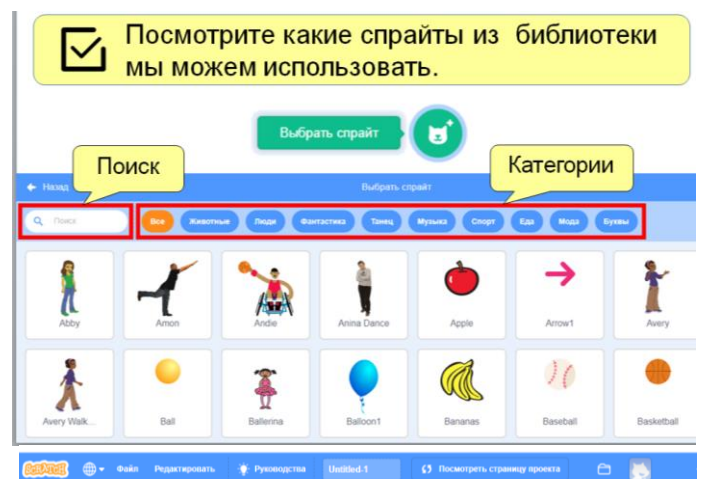 Посмотрите какие спрайты из библиотеки
мы можем использовать.
Выбрать спрайт
Поиск
Категории
Назад
Выбрать спрайт
Поиск
Все Животные Люди Фантастика Танец Музыка Спорт Еда Мода Буквы
Abby Amon Andie Anina Dance Apple Arrow1 Avery
Avery Walk... Ball Ballerina Balloon1 Bananas Baseball Basketball
SCRATCH Файл Редактировать Руководства Untitled-1 Посмотреть страницу проекта